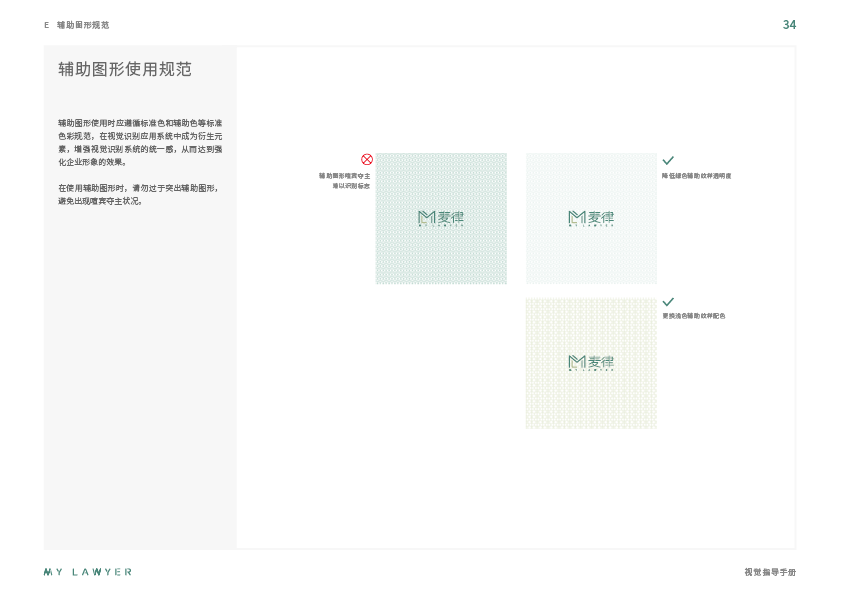 E 辅助图形规范
34
辅助图形使用规范
辅助图形使用时应遵循标准色和辅助色等标准
色彩规范，在视觉识别应用系统中成为衍生元
素，增强视觉识别系统的统一感，从而达到强
化企业形象的效果。
在使用辅助图形时，请勿过于突出辅助图形，
避免出现喧宾夺主状况。
辅助图形喧宾夺主
难以识别标志
麦律
MY LAWYER
麦律
MY LAWYER
降低绿色辅助纹样透明度
麦律
MY LAWYER
更换浅色辅助纹样配色
MY LAWYER
视觉指导手册